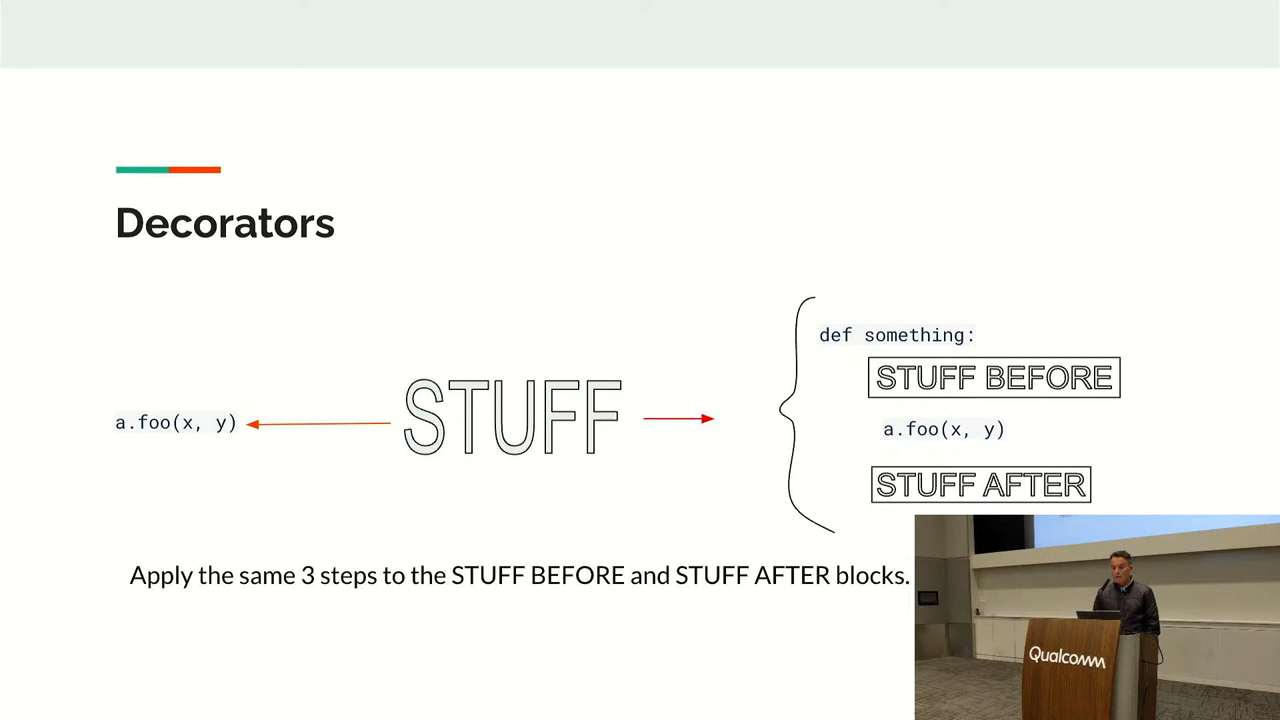 Decorators
def something:
STUFF BEFORE
a.foo(x, y)
STUFF
a.foo(x, y)
STUFF AFTER
Apply the same 3 steps to the STUFF BEFORE and STUFF AFTER blocks.
Qualcomm